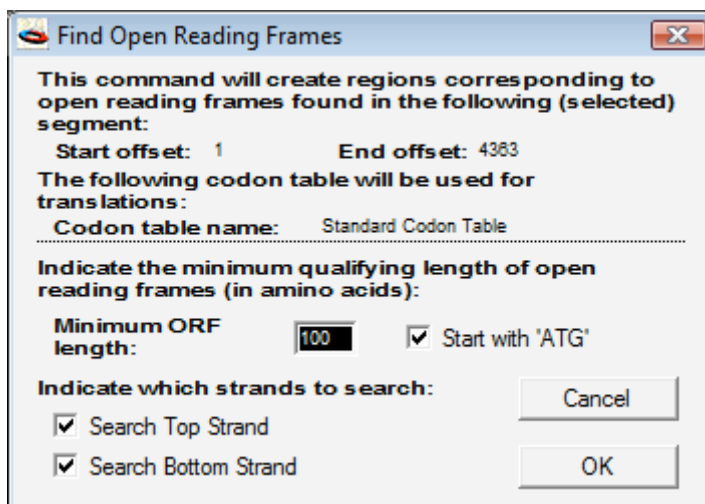 Find Open Reading Frames
This command will create regions corresponding to
open reading frames found in the following (selected)
segment:
Start offset: 1 End offset: 4363
The following codon table will be used for
translations:
Codon table name: Standard Codon Table
Indicate the minimum qualifying length of open
reading frames (in amino acids):
Minimum ORF
length: 100 Start with 'ATG'
Indicate which strands to search:
Cancel
Search Top Strand
Search Bottom Strand OK